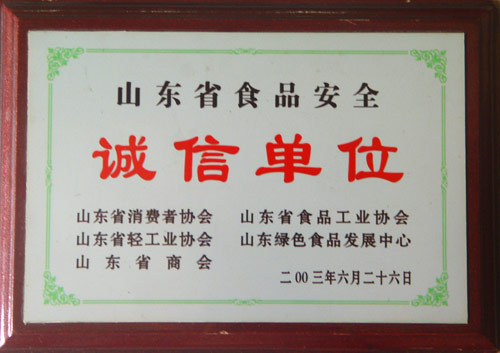 山东省食品安全
诚信单位
山东省消费者协会 山东省食品工业协会
山东省轻工业协会 山东绿色食品发展中心
山东省商会
二00三年六月二十六日